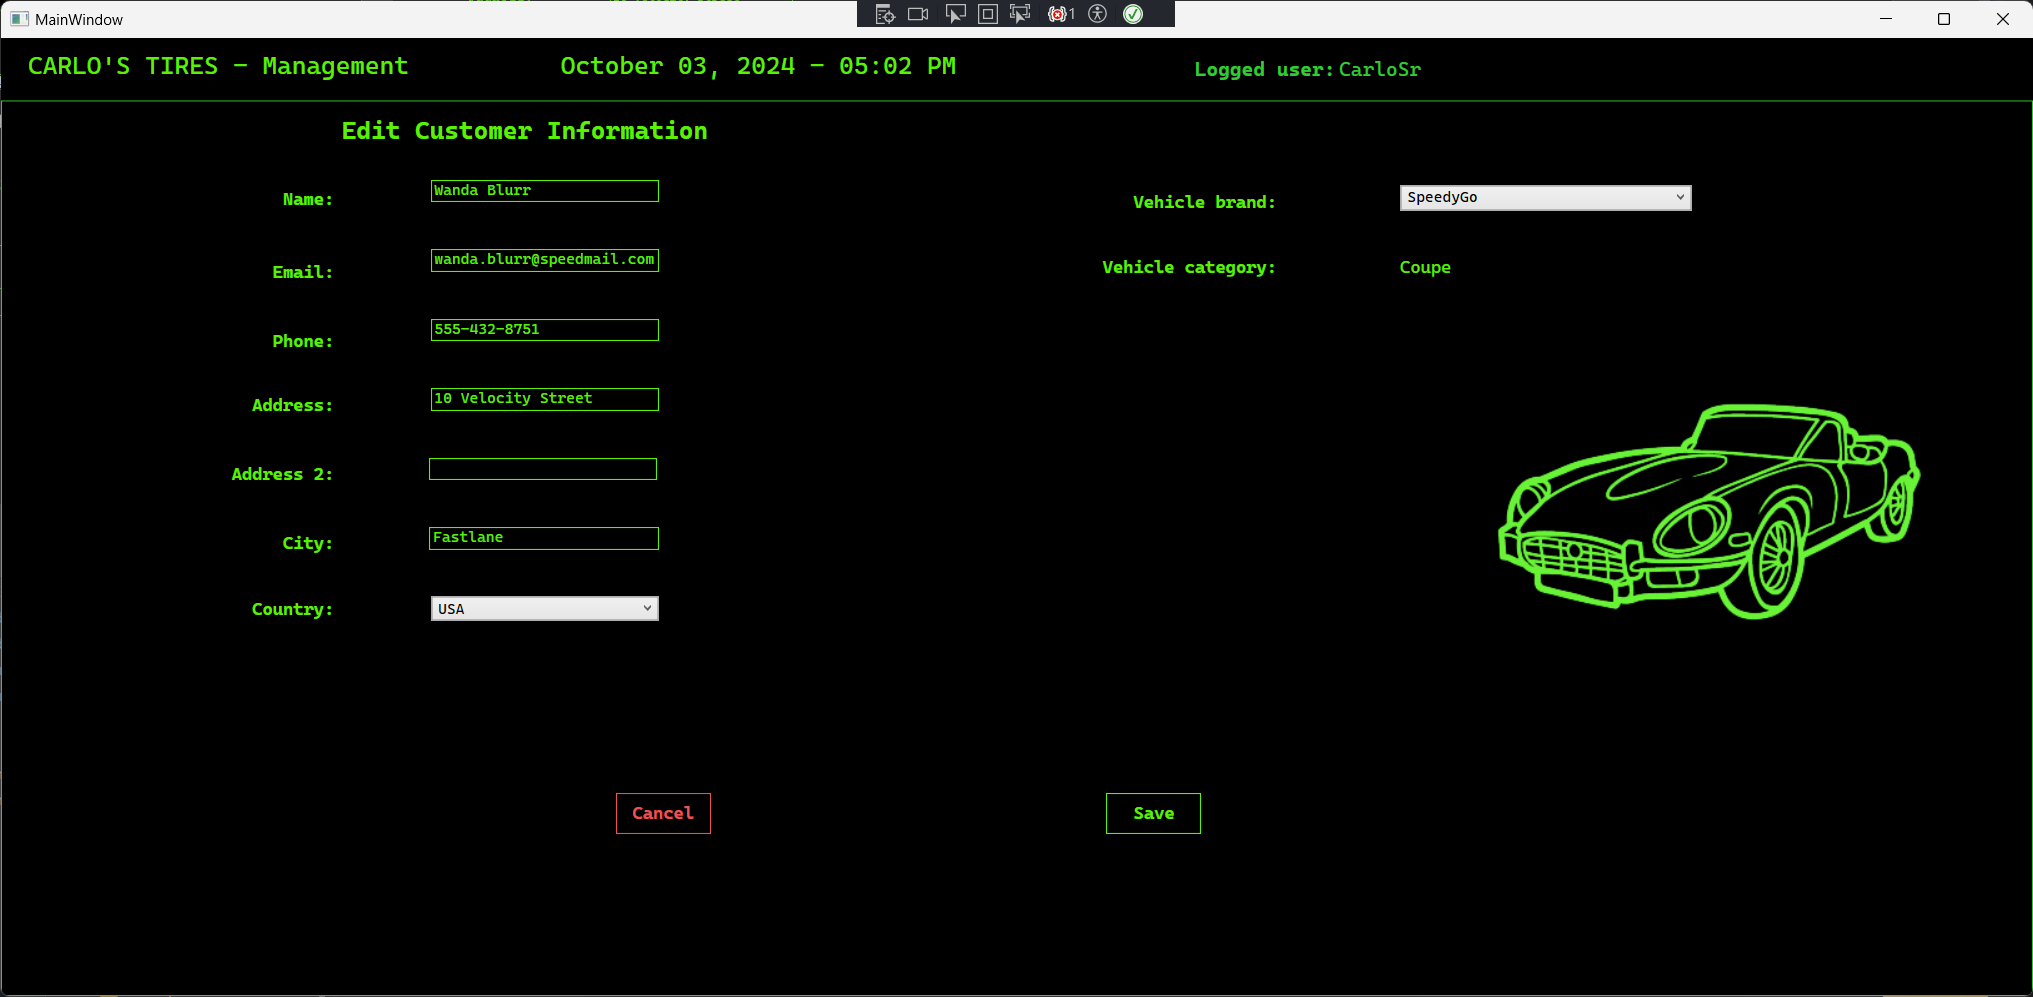 MainWindow
1
CARLO'S TIRES - Management
October 03, 2024 - 05:02 PM
Logged user: CarloSr
Edit Customer Information
Name: Wanda Blurr
Email: wanda.blurr@speedmail.com
Phone: 555-432-8751
Address: 10 Velocity Street
Address 2:
City: Fastlane
Country: USA
Vehicle brand: SpeedyGo
Vehicle category: Coupe
Cancel
Save